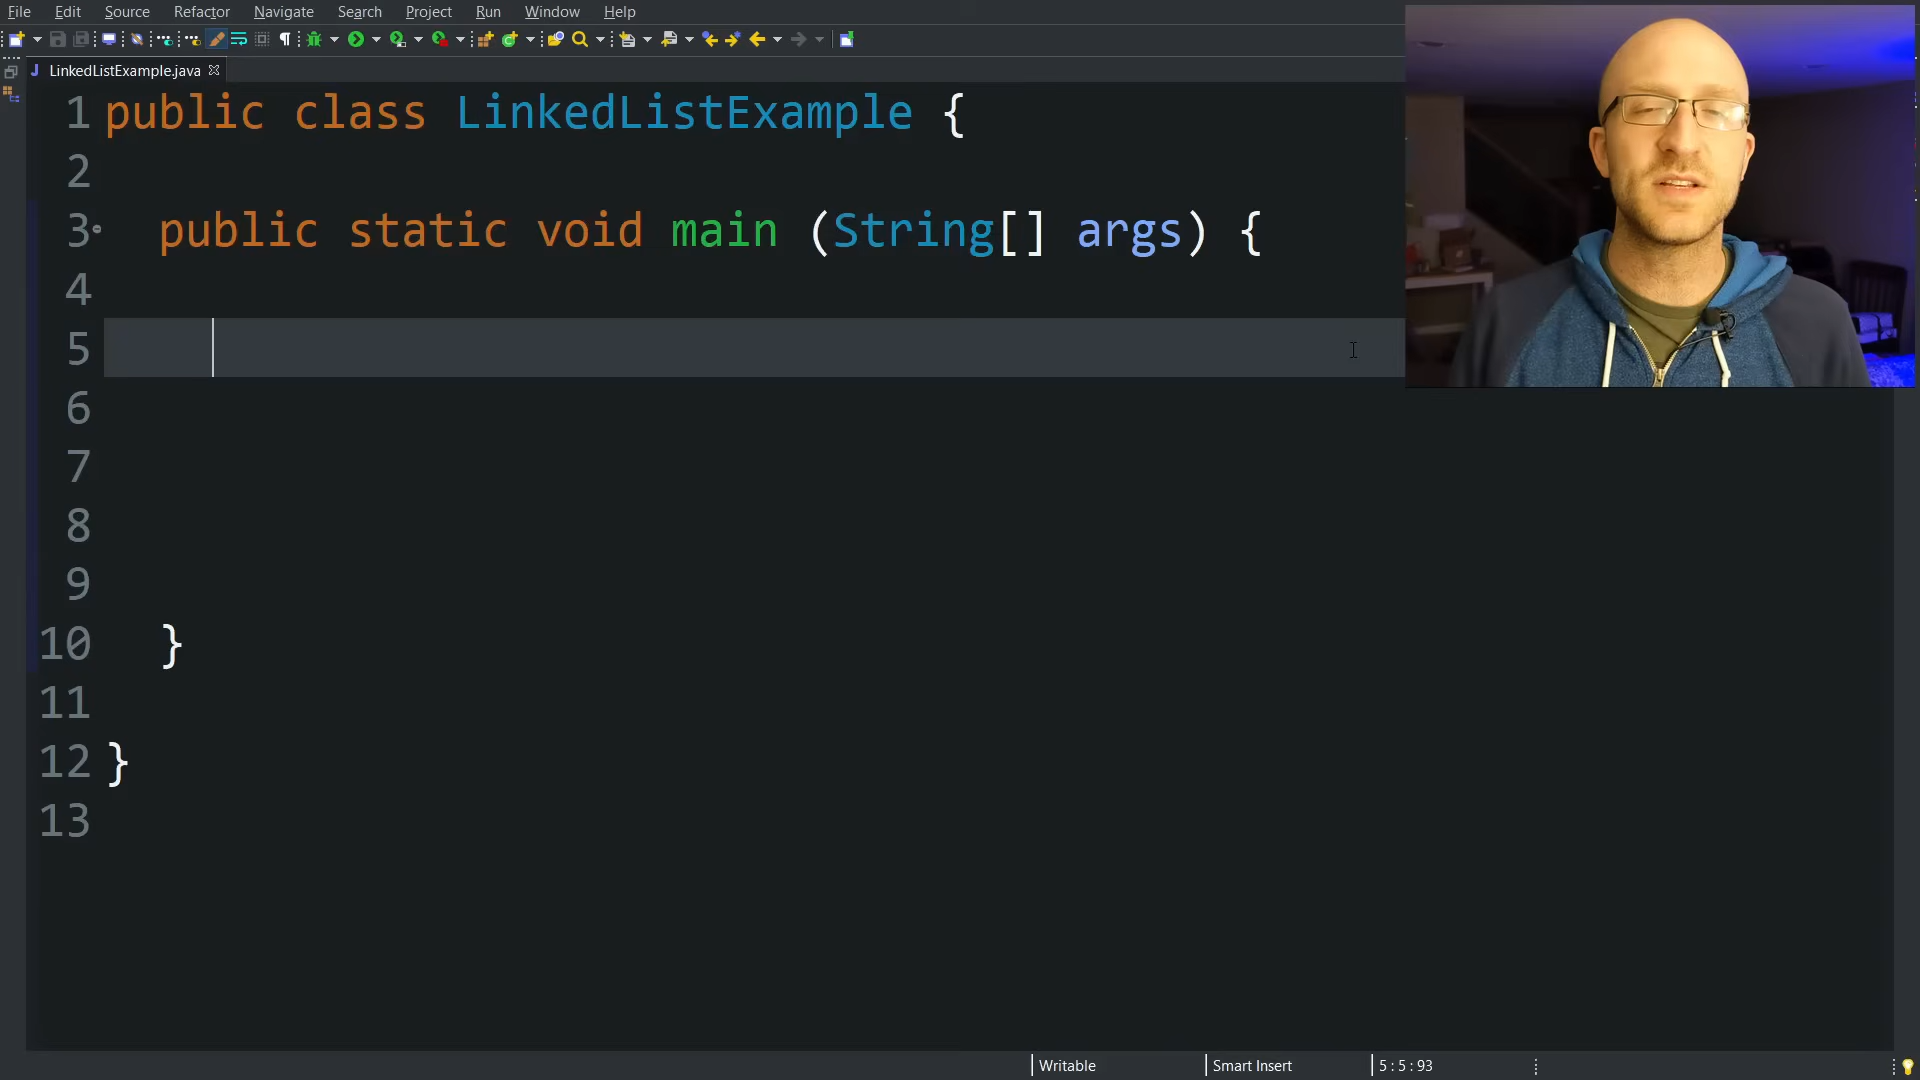 File Edit Source Refactor Navigate Search Project Run Window Help
LinkedListExample.java
1 public class LinkedListExample {
2
3 public static void main (String[] args) {
4
5
6
7
8
9
10 }
11
12 }
13
Writable Smart Insert 5 : 5 : 93